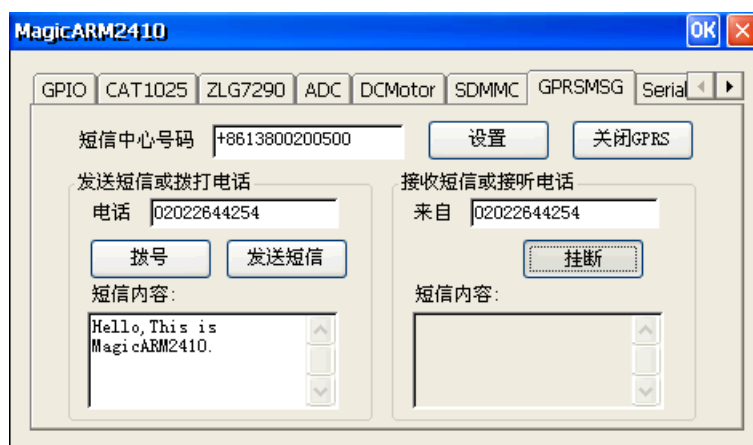 MagicARM2410 OK
GPIO CAT1025 ZLG7290 ADC DCMotor SDMMC GPRSMSG Serial
短信中心号码 +8613800200500 设置 关闭GPRS
发送短信或拨打电话 接收短信或接听电话
电话 02022644254 来自 02022644254
拨号 发送短信 挂断
短信内容: 短信内容:
Hello,This is
MagicARM2410.